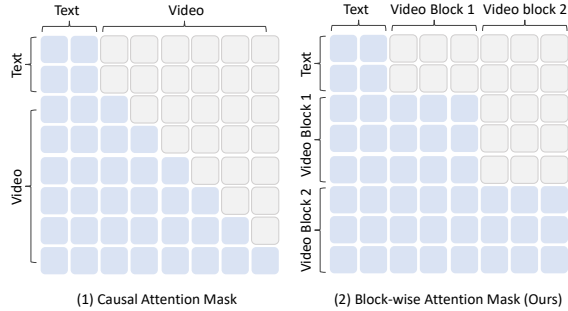 Text
Video
Text
Video
(1) Causal Attention Mask
Text
Video Block 1
Video block 2
Text
Video Block 1
Video Block 2
(2) Block-wise Attention Mask (Ours)